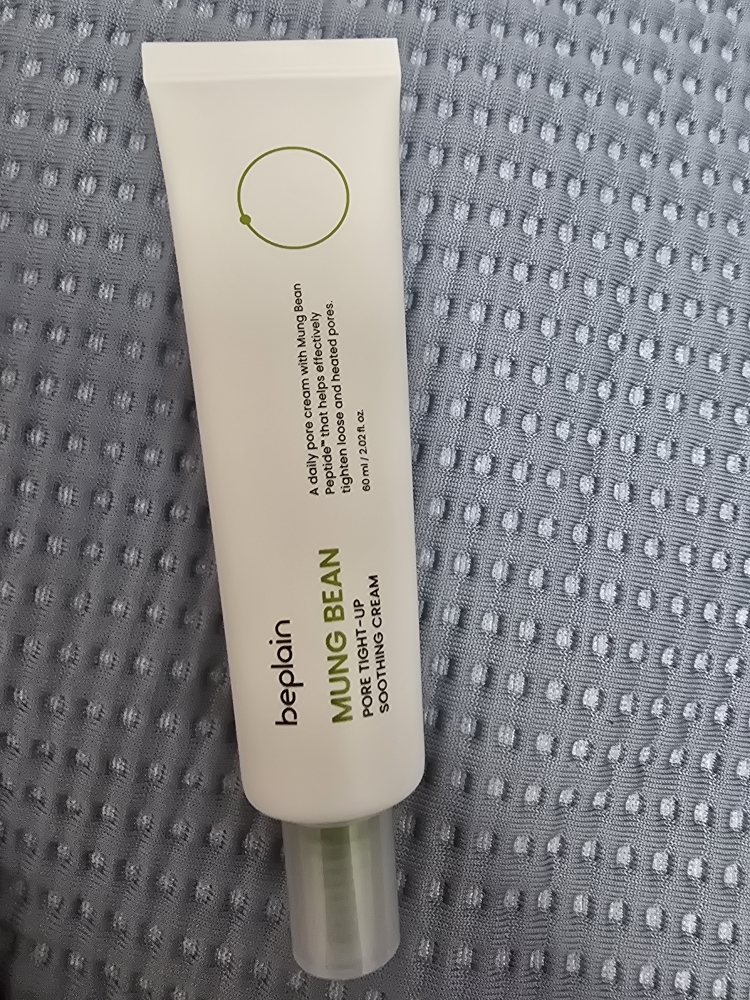 beplain
MUNG BEAN
PORE TIGHT-UP
SOOTHING CREAM
A daily pore cream with Mung Bean
Peptide™ that helps effectively
tighten loose and heated pores.
60 ml / 2.02 fl. oz.